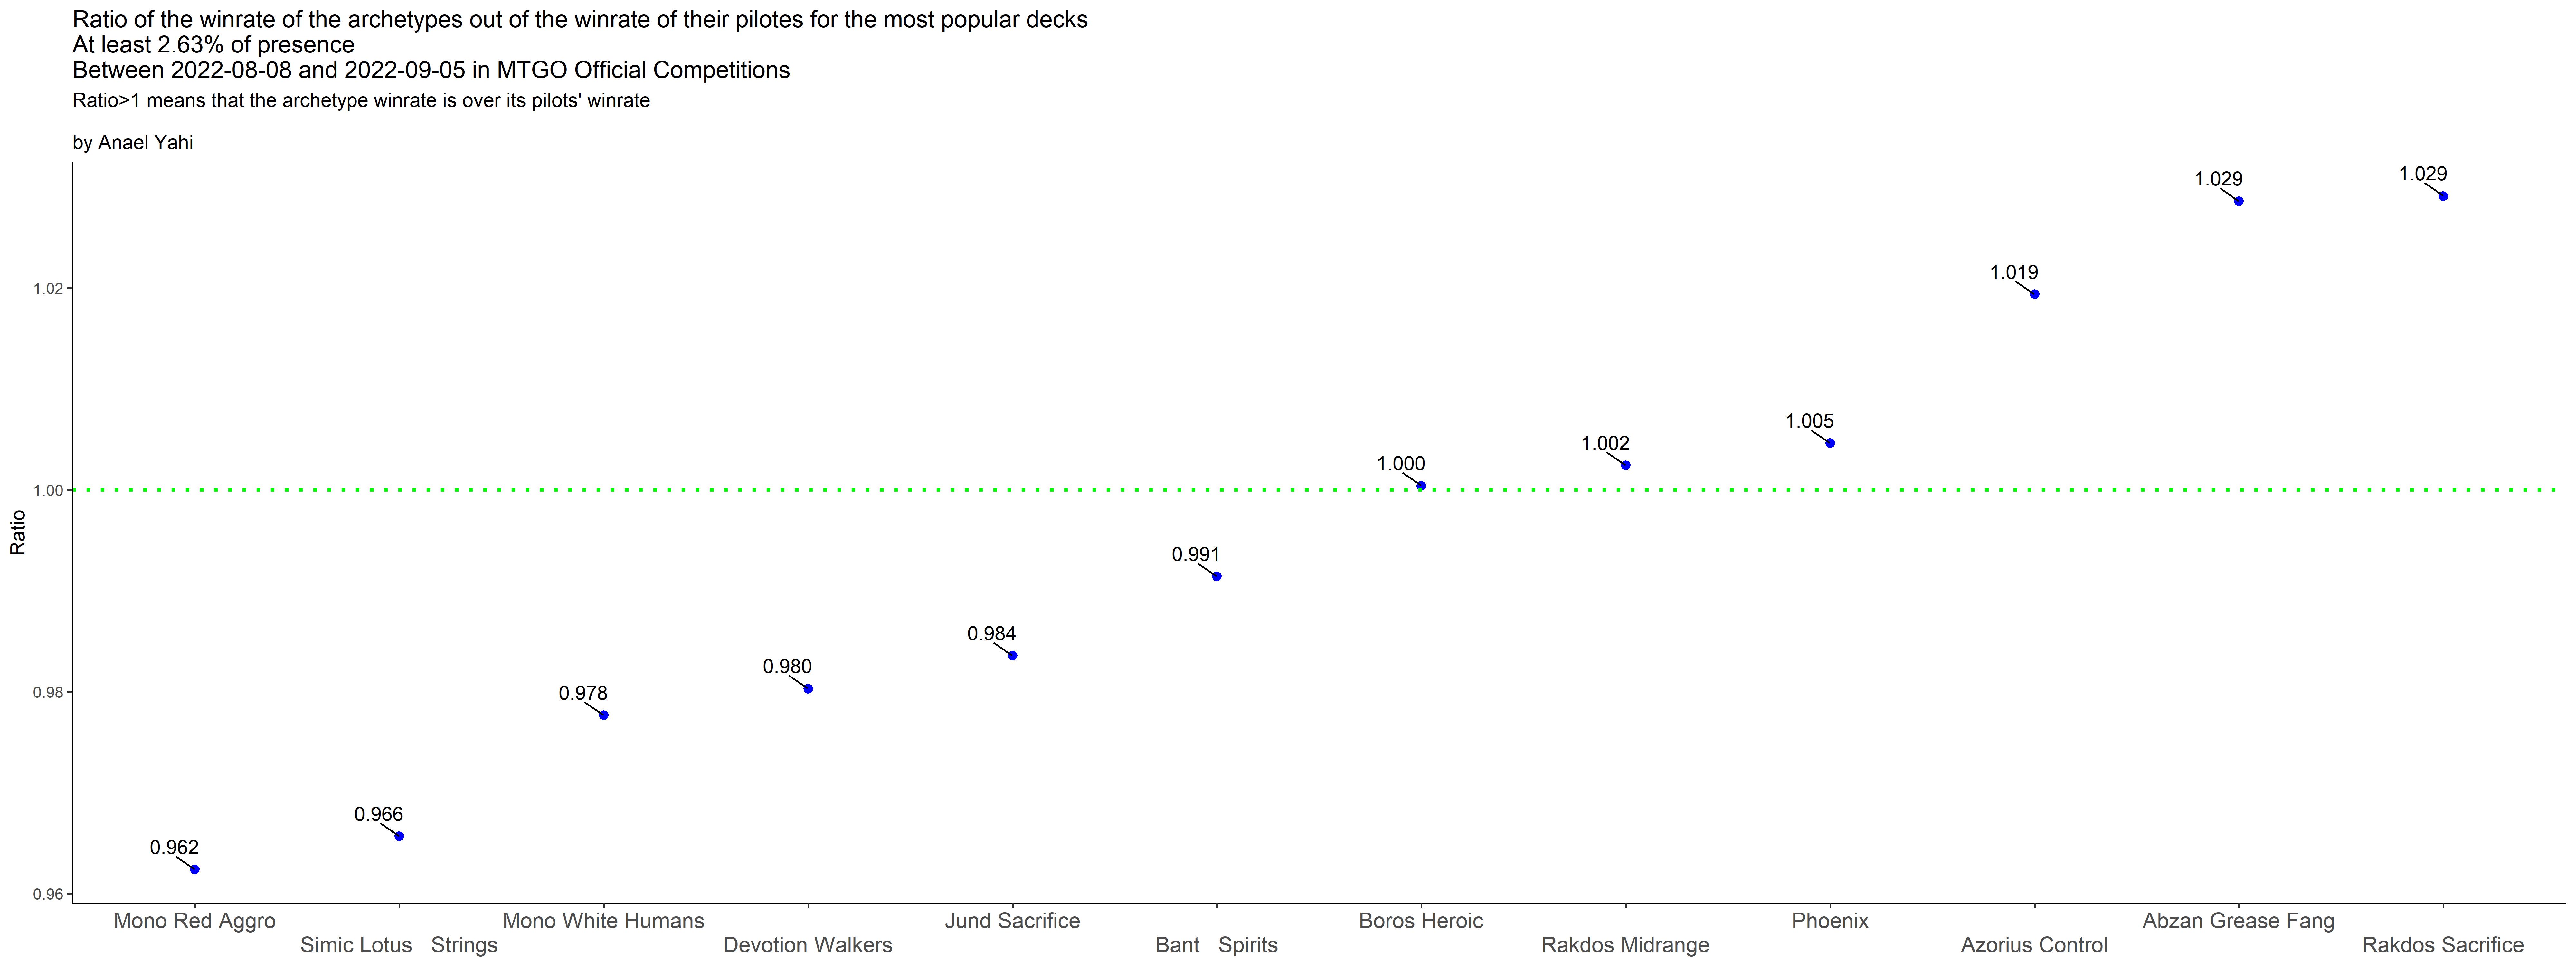 Ratio of the winrate of the archetypes out of the winrate of their pilotes for the most popular decks
At least 2.63% of presence
Between 2022-08-08 and 2022-09-05 in MTGO Official Competitions
Ratio>1 means that the archetype winrate is over its pilots' winrate
by Anael Yahi
1.029
1.029
1.02
1.019
1.005
1.002
1.000
1.00
Ratio
0.991
0.984
0.980
0.98
0.978
0.966
0.962
0.96
Mono Red Aggro
Simic Lotus Strings
Mono White Humans
Devotion Walkers
Jund Sacrifice
Bant Spirits
Boros Heroic
Rakdos Midrange
Phoenix
Azorius Control
Abzan Grease Fang
Rakdos Sacrifice